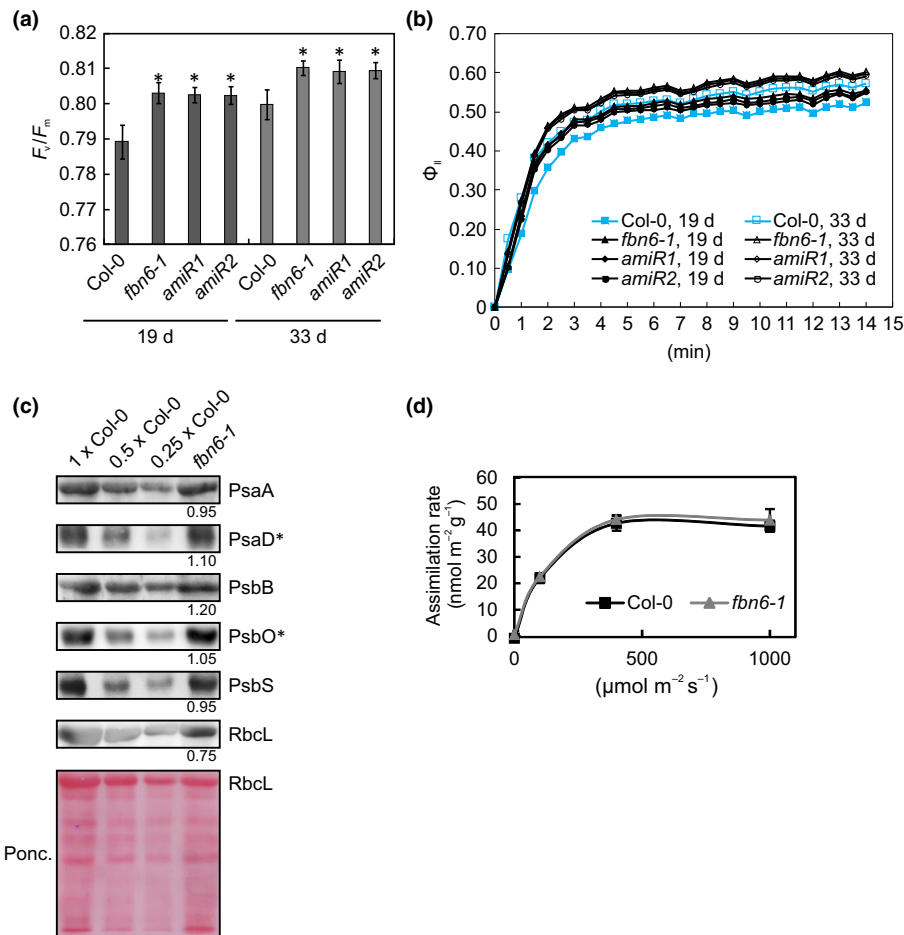 (a)
0.82
0.81
0.80
0.79
0.78
0.77
0.76
Fv/Fm
* * * * * *
Col-0
fbn6-1
amiR1
amiR2
Col-0
fbn6-1
amiR1
amiR2
19 d
33 d
(b)
0.70
0.60
0.50
0.40
0.30
0.20
0.10
0
ΦII
Col-0, 19 d
fbn6-1, 19 d
amiR1, 19 d
amiR2, 19 d
Col-0, 33 d
fbn6-1, 33 d
amiR1, 33 d
amiR2, 33 d
0 1 2 3 4 5 6 7 8 9 10 11 12 13 14 15
(min)
(c)
1 x Col-0
0.5 x Col-0
0.25 x Col-0
fbn6-1
PsaA
0.95
PsaD*
1.10
PsbB
1.20
PsbO*
1.05
PsbS
0.95
RbcL
0.75
RbcL
Ponc.
(d)
60
50
40
30
20
10
0
Assimilation rate
(nmol m⁻² g⁻¹)
Col-0
fbn6-1
0 500 1000
(μmol m⁻² s⁻¹)